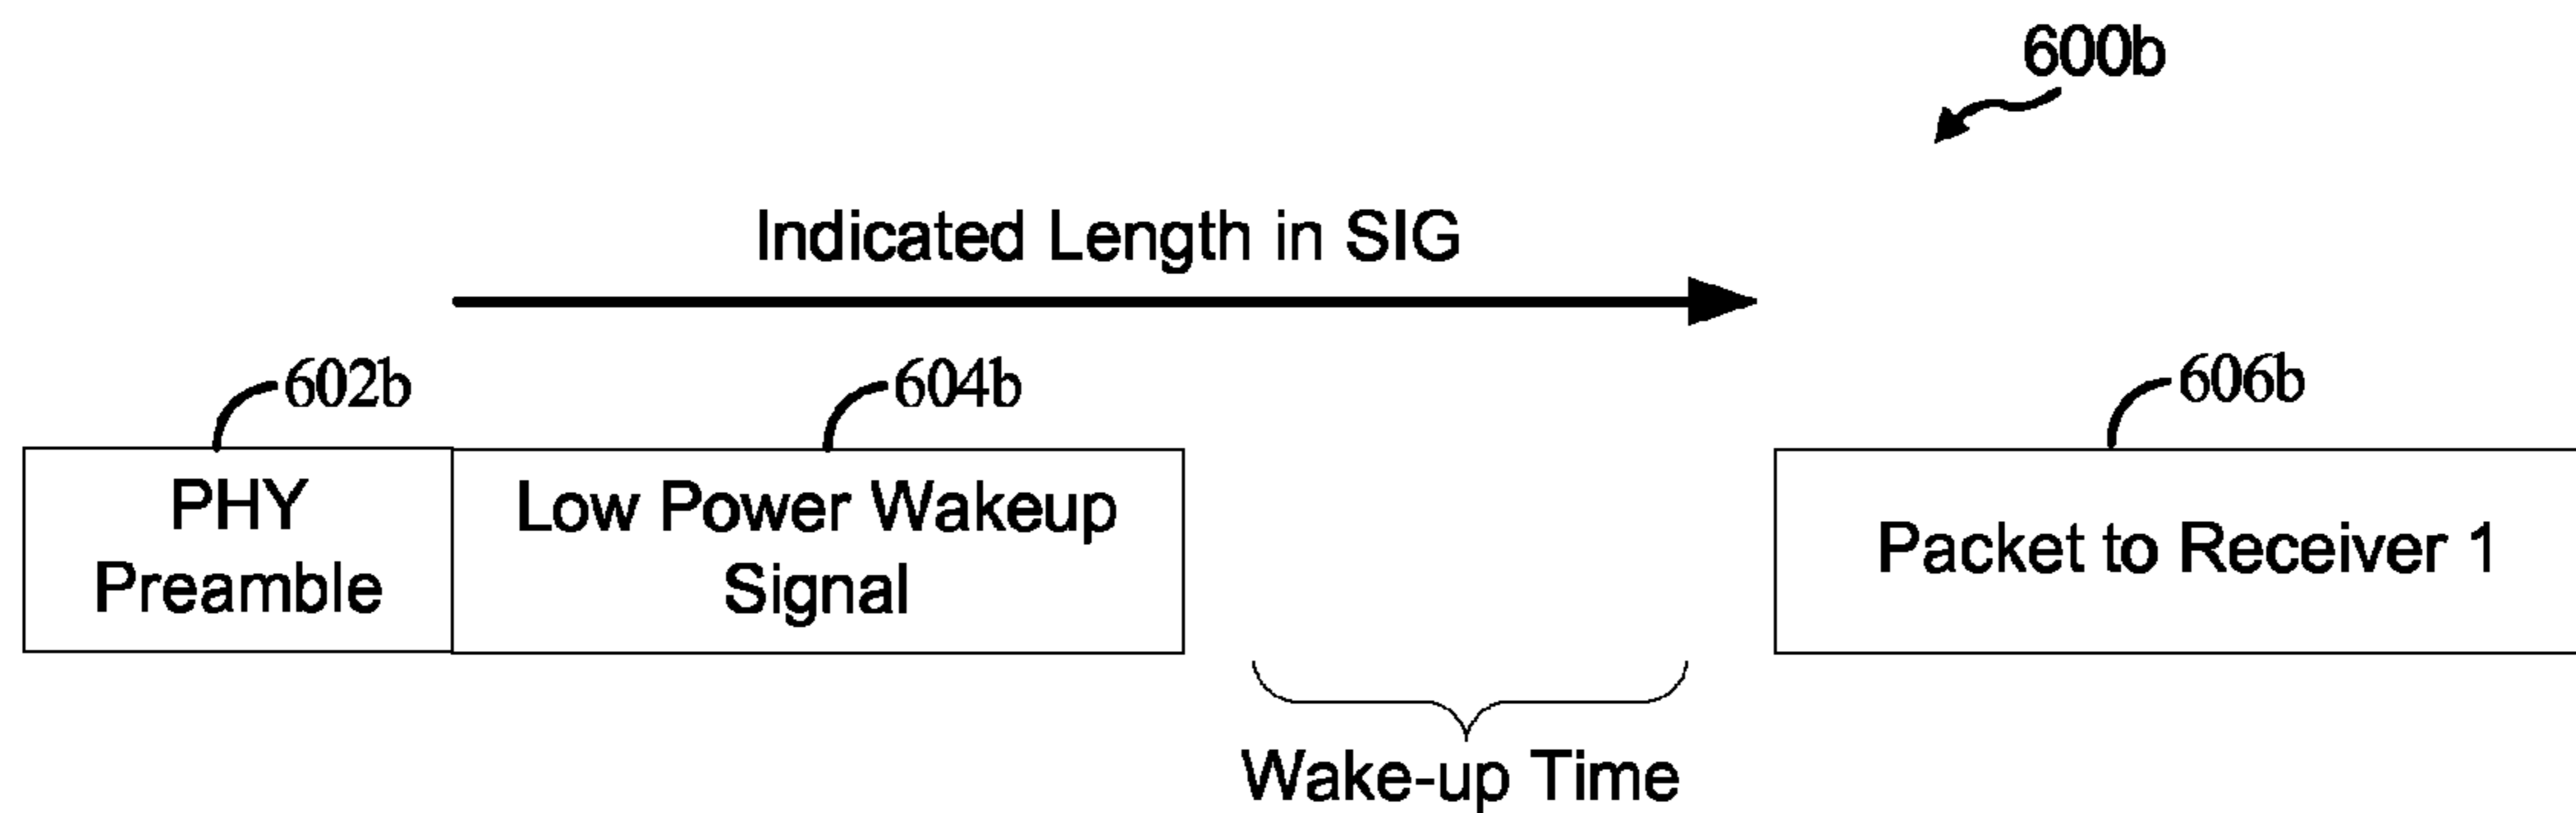 600b
Indicated Length in SIG
602b
604b
606b
PHY
Preamble
Low Power Wakeup
Signal
Packet to Receiver 1
Wake-up Time